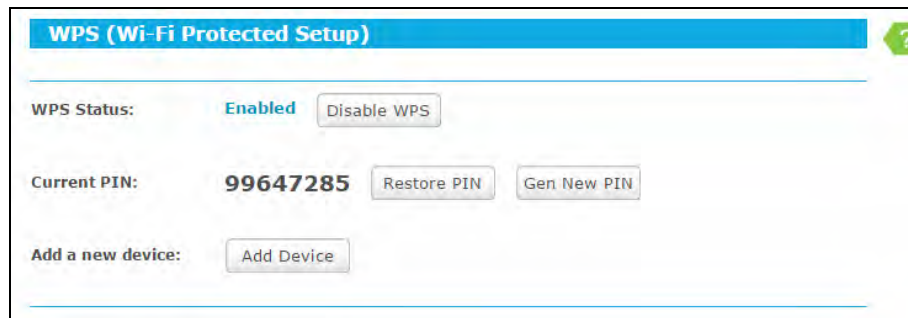 WPS (Wi-Fi Protected Setup)
?
WPS Status: Enabled Disable WPS
Current PIN: 99647285 Restore PIN Gen New PIN
Add a new device: Add Device